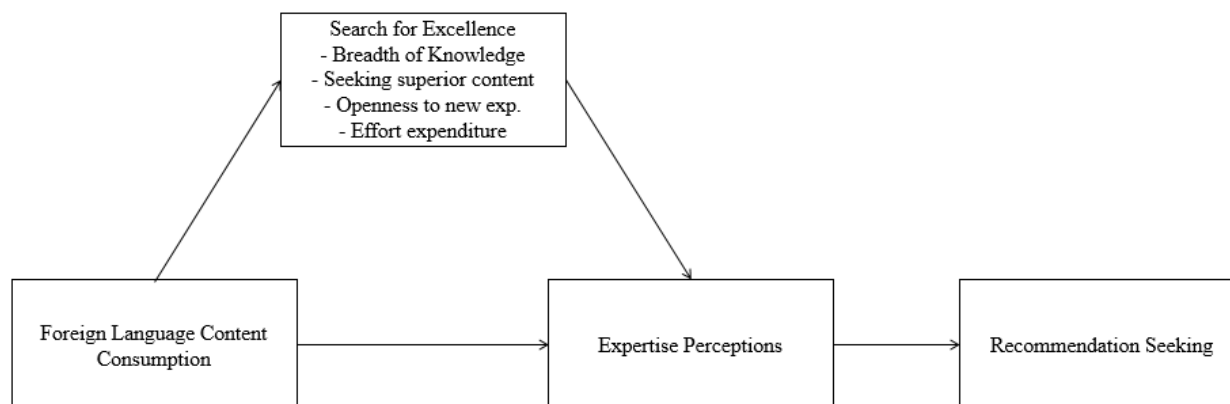 Search for Excellence
- Breadth of Knowledge
- Seeking superior content
- Openness to new exp.
- Effort expenditure
Foreign Language Content
Consumption
Expertise Perceptions
Recommendation Seeking